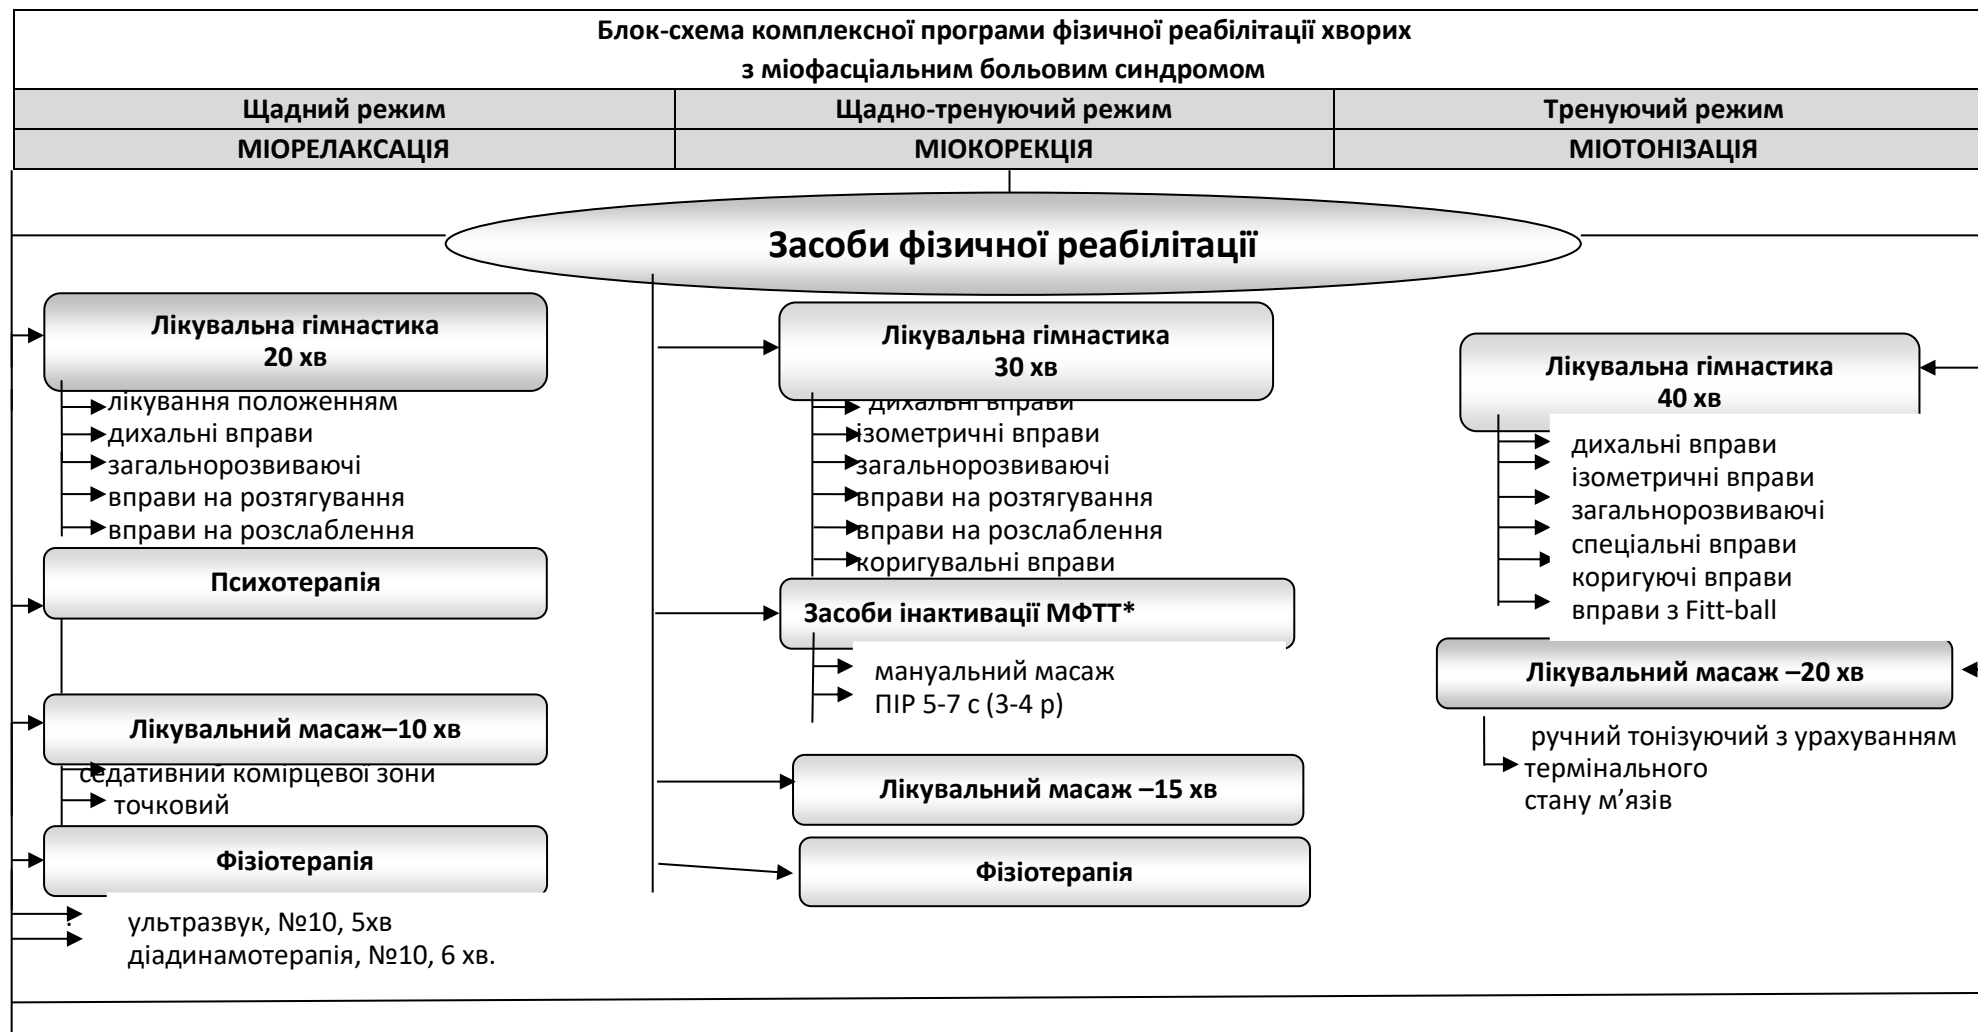 Блок-схема комплексної програми фізичної реабілітації хворих
з міофасціальним больовим синдромом
Щадний режим
Щадно-тренуючий режим
Тренуючий режим
МІОРЕЛАКСАЦІЯ
МІОКОРЕКЦІЯ
МІОТОНІЗАЦІЯ
Засоби фізичної реабілітації
Лікувальна гімнастика
20 хв
лікування положенням
дихальні вправи
загальнорозвиваючі
вправи на розтягування
вправи на розслаблення
Психотерапія
Лікувальний масаж–10 хв
седативний комірцевої зони
точковий
Фізіотерапія
:
ультразвук, №10, 5хв
діадинамотерапія, №10, 6 хв.
Лікувальна гімнастика
30 хв
дихальні вправи
ізометричні вправи
загальнорозвиваючі
вправи на розтягування
вправи на розслаблення
коригувальні вправи
Засоби інактивації МФТТ*
мануальний масаж
ПІР 5-7 с (3-4 р)
Лікувальний масаж –15 хв
Фізіотерапія
Лікувальна гімнастика
40 хв
дихальні вправи
ізометричні вправи
загальнорозвиваючі
спеціальні вправи
коригуючі вправи
вправи з Fitt-ball
Лікувальний масаж –20 хв
ручний тонізуючий з урахуванням
термінального
стану м’язів